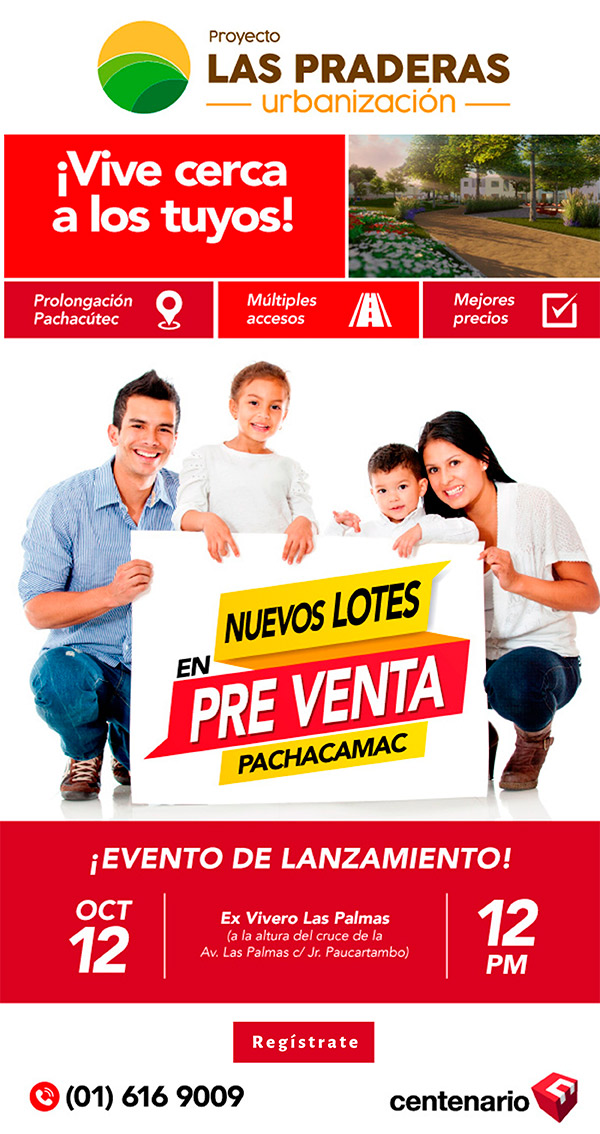 Proyecto
LAS PRADERAS
urbanización
¡Vive cerca
a los tuyos!
Prolongación
Pachacútec
Múltiples
accesos
Mejores
precios
NUEVOS LOTES
EN
PRE VENTA
PACHACAMAC
¡EVENTO DE LANZAMIENTO!
OCT
12
Ex Vivero Las Palmas
(a la altura del cruce de la
Av. Las Palmas c/ Jr. Paucartambo)
12
PM
Regístrate
(01) 616 9009
centenario